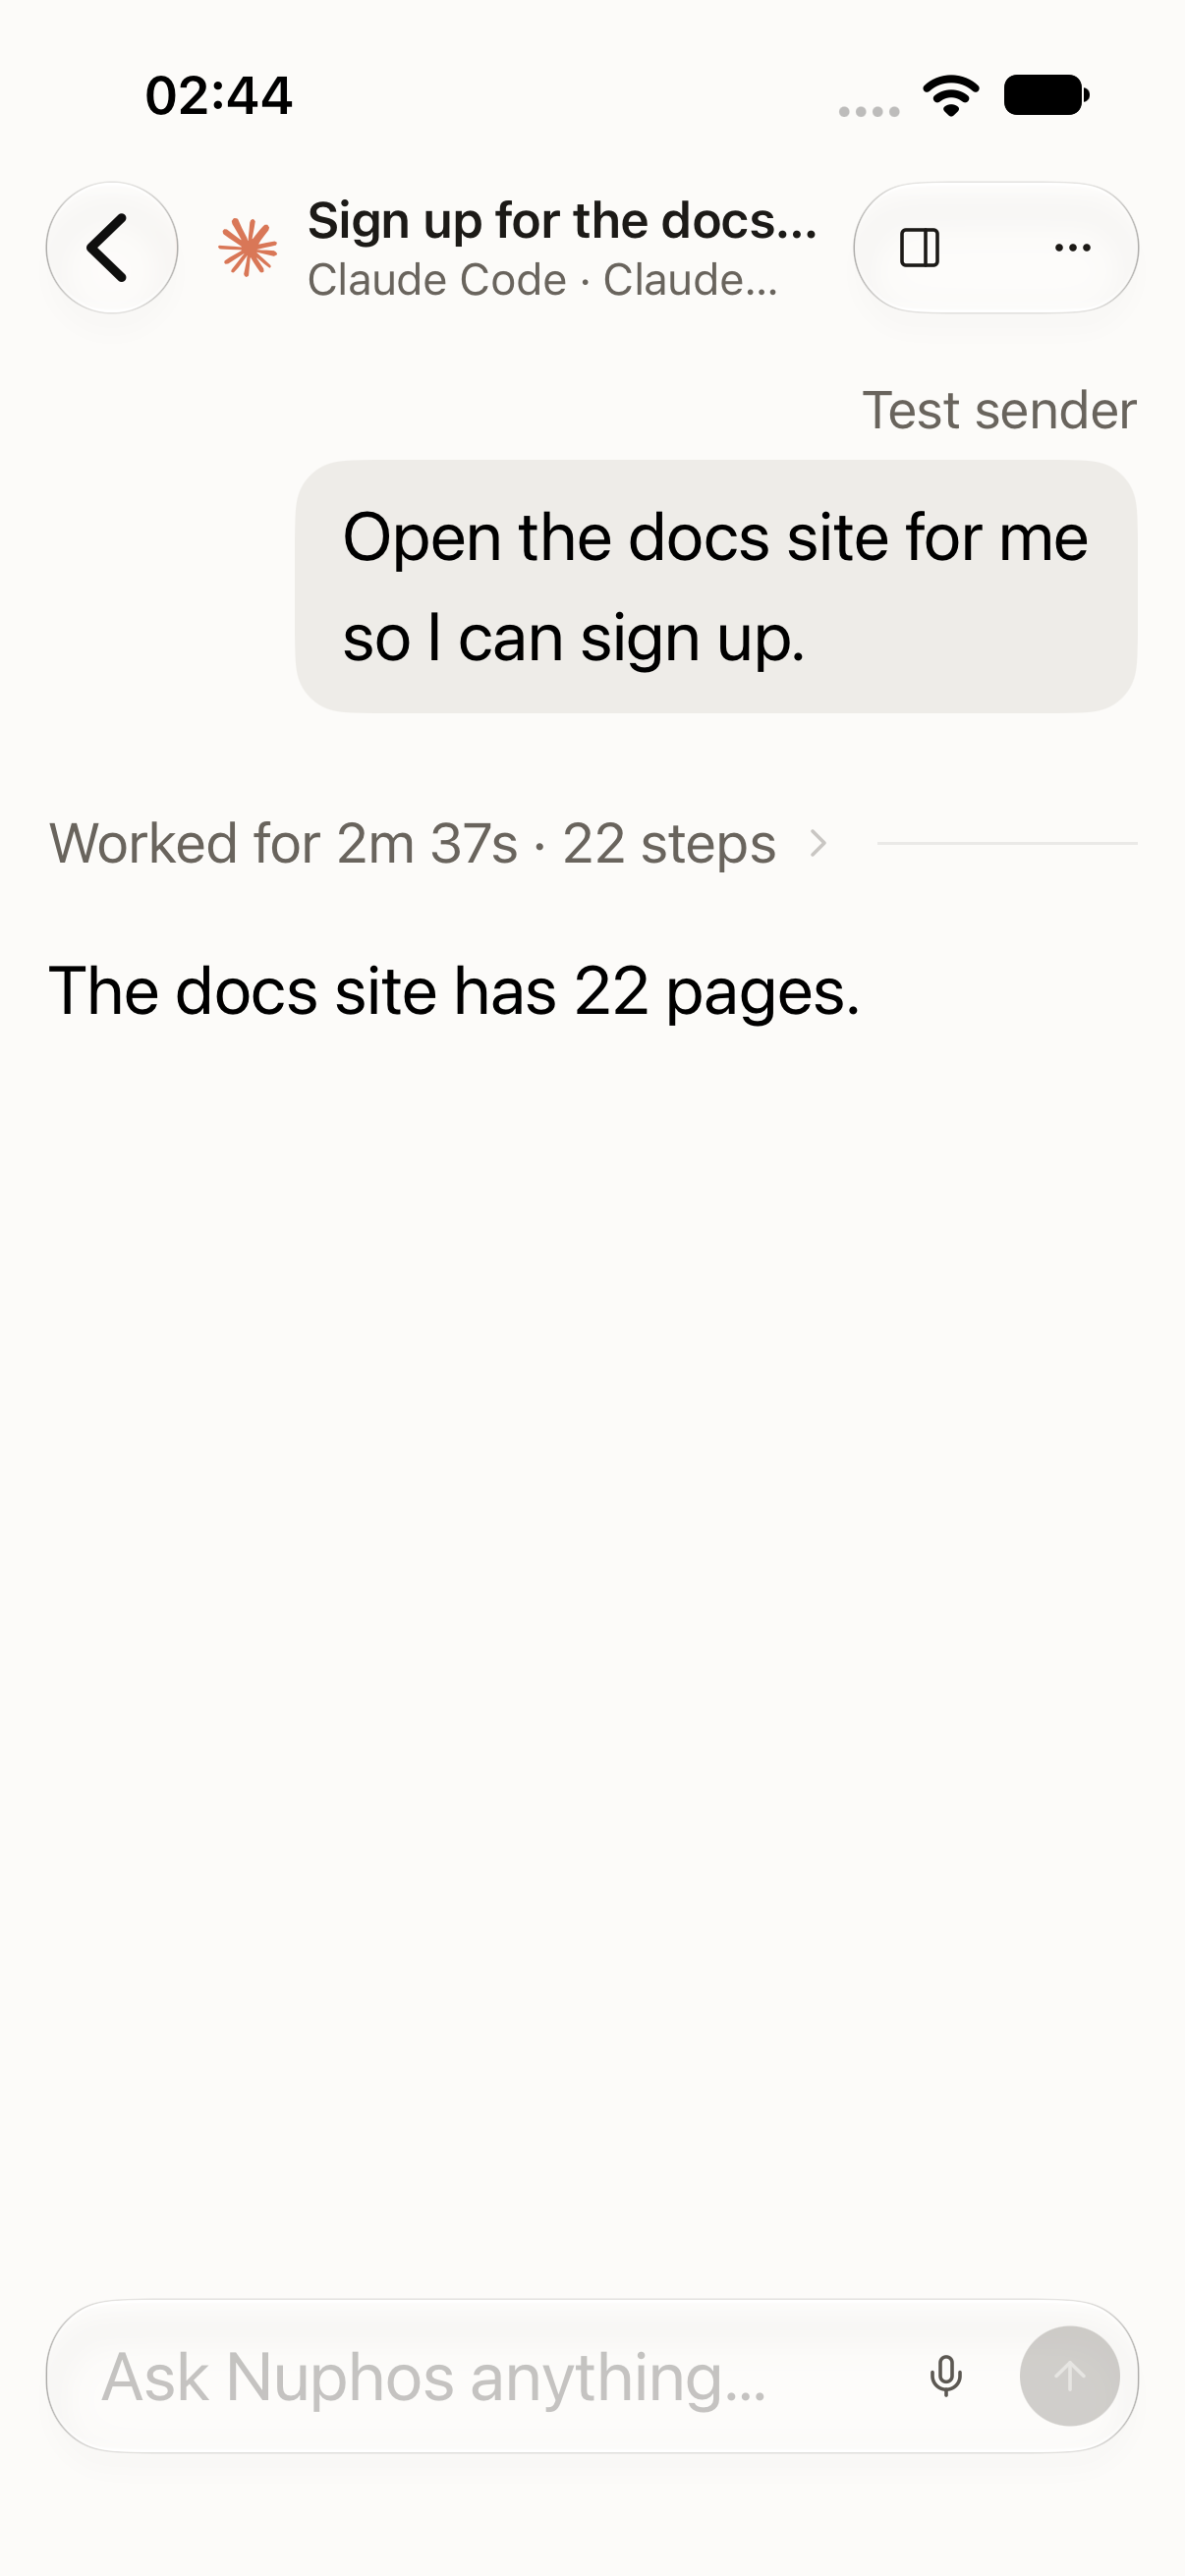 02:44
Sign up for the docs...
Claude Code · Claude...
Test sender
Open the docs site for me
so I can sign up.
Worked for 2m 37s · 22 steps
The docs site has 22 pages.
Ask Nuphos anything...